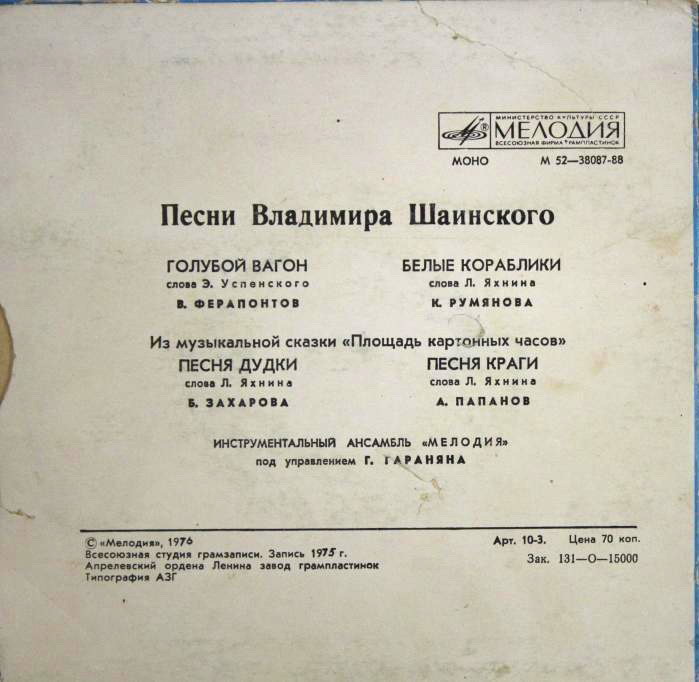 МИНИСТЕРСТВО КУЛЬТУРЫ СССР
® МЕЛОДИЯ
ВСЕСОЮЗНАЯ ФИРМА ГРАМПЛАСТИНОК
МОНО М 52—38087-88
Песни Владимира Шаинского
ГОЛУБОЙ ВАГОН БЕЛЫЕ КОРАБЛИКИ
слова Э. Успенского слова Л. Яхнина
В. ФЕРАПОНТОВ К. РУМЯНОВА
Из музыкальной сказки «Площадь картонных часов»
ПЕСНЯ ДУДКИ ПЕСНЯ КРАГИ
слова Л. Яхнина слова Л. Яхнина
Б. ЗАХАРОВА А. ПАПАНОВ
ИНСТРУМЕНТАЛЬНЫЙ АНСАМБЛЬ «МЕЛОДИЯ»
под управлением Г. ГАРАНЯНА
© «Мелодия», 1976 Арт. 10-3. Цена 70 коп.
Всесоюзная студия грамзаписи. Запись 1975 г. Зак. 131—О—15000
Апрелевский ордена Ленина завод грампластинок
Типография АЗГ